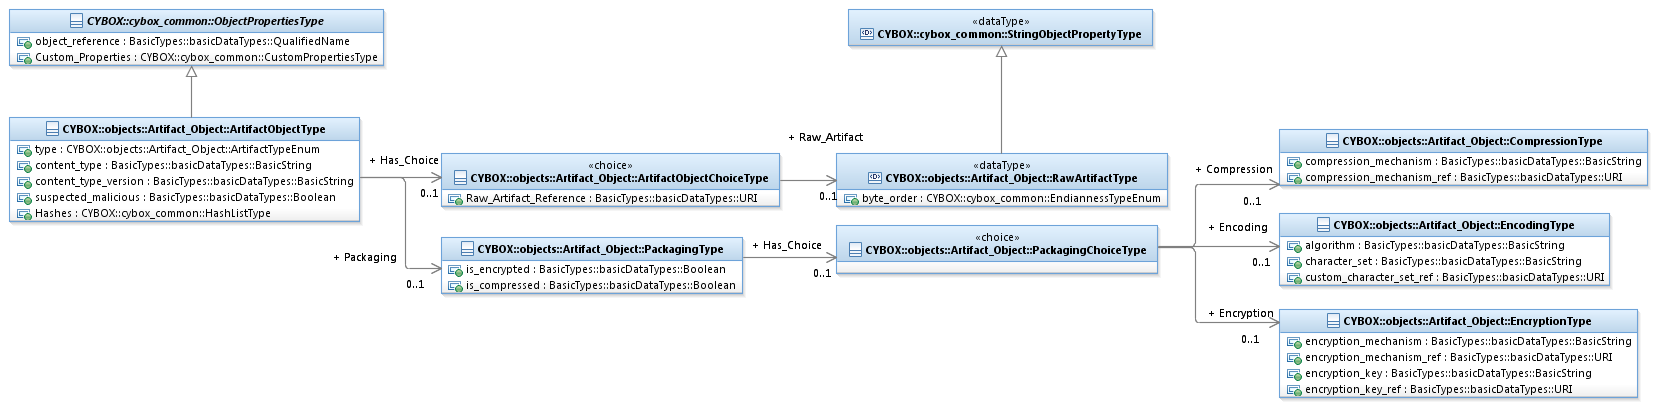 CYBOX::cybox_common::ObjectPropertiesType
object_reference : BasicTypes::basicDataTypes::QualifiedName
Custom_Properties : CYBOX::cybox_common::CustomPropertiesType
«dataType»
CYBOX::cybox_common::StringObjectPropertyType
CYBOX::objects::Artifact_Object::ArtifactObjectType
type : CYBOX::objects::Artifact_Object::ArtifactTypeEnum
content_type : BasicTypes::basicDataTypes::BasicString
content_type_version : BasicTypes::basicDataTypes::BasicString
suspected_malicious : BasicTypes::basicDataTypes::Boolean
Hashes : CYBOX::cybox_common::HashListType
+ Has_Choice
0..1
«choice»
CYBOX::objects::Artifact_Object::ArtifactObjectChoiceType
Raw_Artifact_Reference : BasicTypes::basicDataTypes::URI
+ Raw_Artifact
0..1
«dataType»
CYBOX::objects::Artifact_Object::RawArtifactType
byte_order : CYBOX::cybox_common::EndiannessTypeEnum
+ Packaging
0..1
CYBOX::objects::Artifact_Object::PackagingType
is_encrypted : BasicTypes::basicDataTypes::Boolean
is_compressed : BasicTypes::basicDataTypes::Boolean
+ Has_Choice
0..1
«choice»
CYBOX::objects::Artifact_Object::PackagingChoiceType
+ Compression
0..1
CYBOX::objects::Artifact_Object::CompressionType
compression_mechanism : BasicTypes::basicDataTypes::BasicString
compression_mechanism_ref : BasicTypes::basicDataTypes::URI
+ Encoding
0..1
CYBOX::objects::Artifact_Object::EncodingType
algorithm : BasicTypes::basicDataTypes::BasicString
character_set : BasicTypes::basicDataTypes::BasicString
custom_character_set_ref : BasicTypes::basicDataTypes::URI
+ Encryption
0..1
CYBOX::objects::Artifact_Object::EncryptionType
encryption_mechanism : BasicTypes::basicDataTypes::BasicString
encryption_mechanism_ref : BasicTypes::basicDataTypes::URI
encryption_key : BasicTypes::basicDataTypes::BasicString
encryption_key_ref : BasicTypes::basicDataTypes::URI